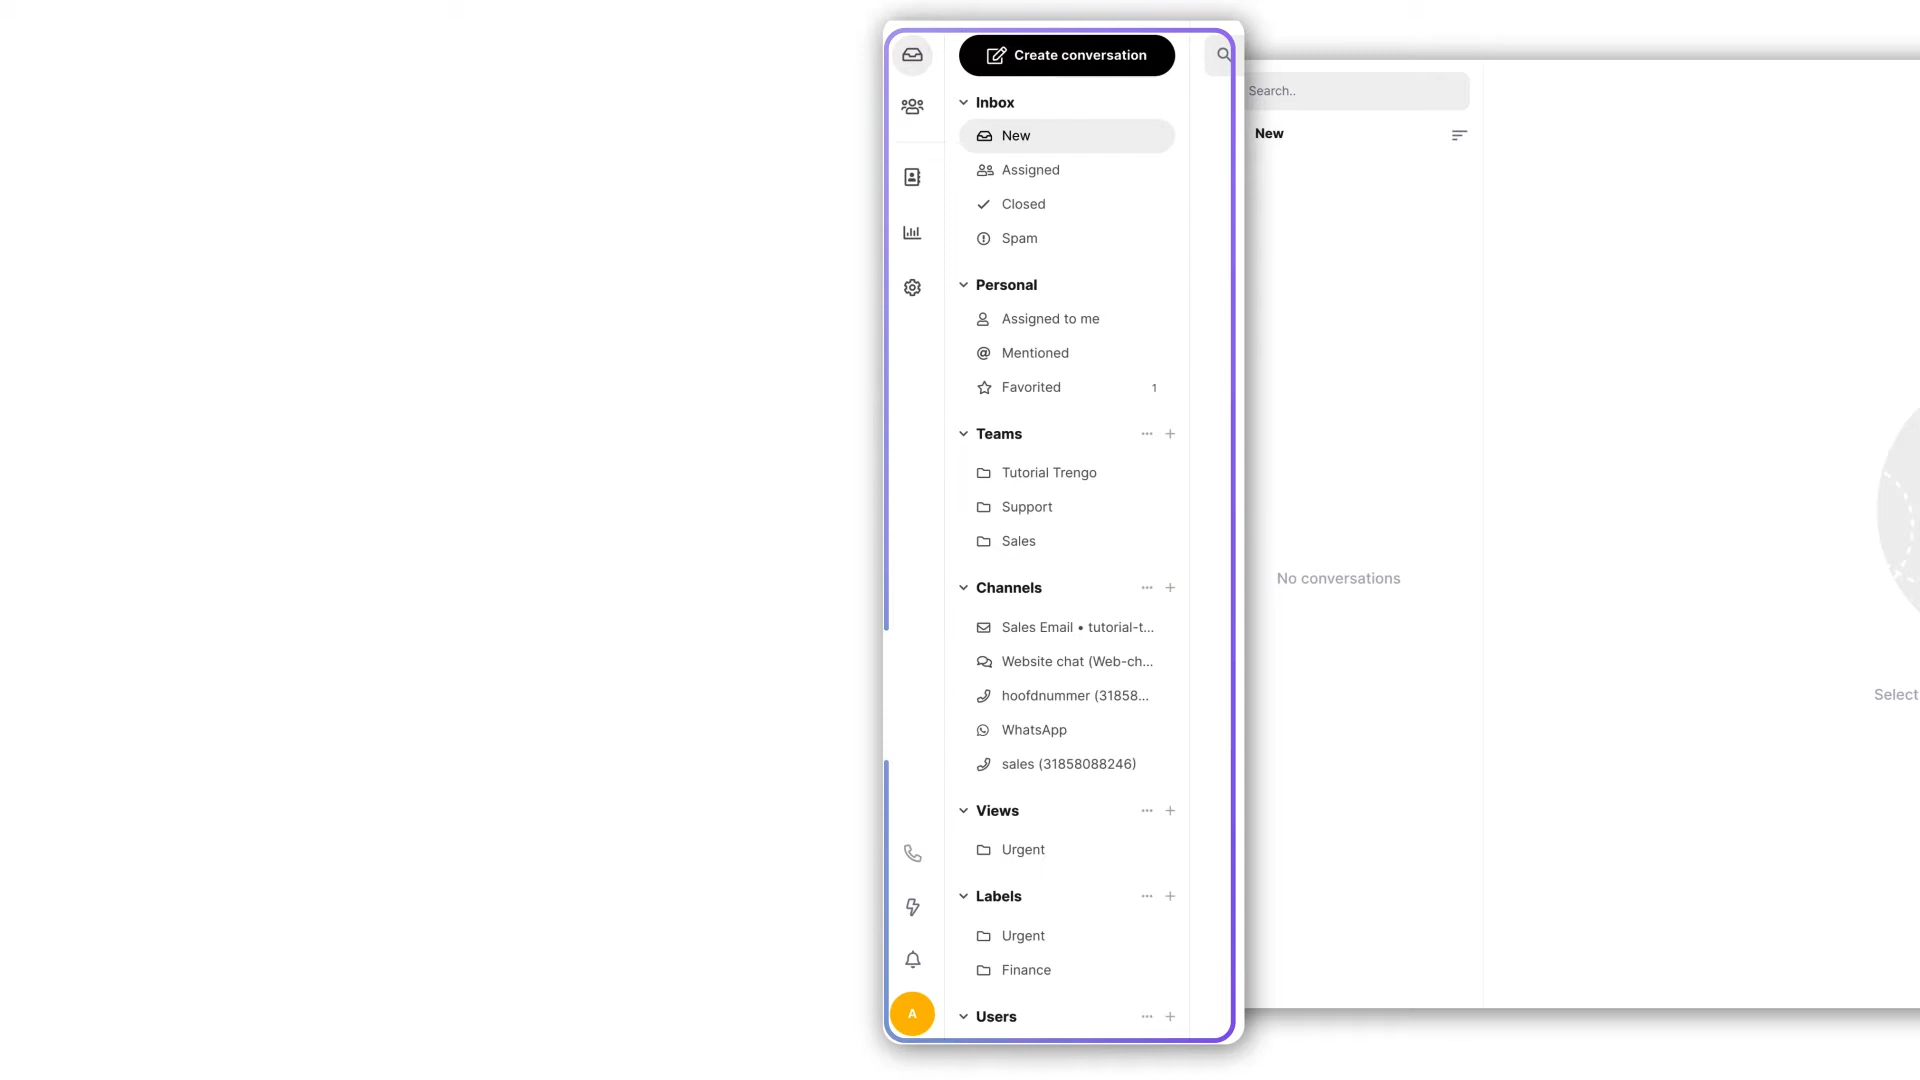 Create conversation
Inbox
New
Assigned
Closed
Spam
Personal
Assigned to me
Mentioned
Favorited 1
Teams
Tutorial Trengo
Support
Sales
Channels
Sales Email • tutorial-t...
Website chat (Web-ch...
hoofdnummer (31858...
WhatsApp
sales (31858088246)
Views
Urgent
Labels
Urgent
Finance
A
Users
Search..
New
No conversations
Select